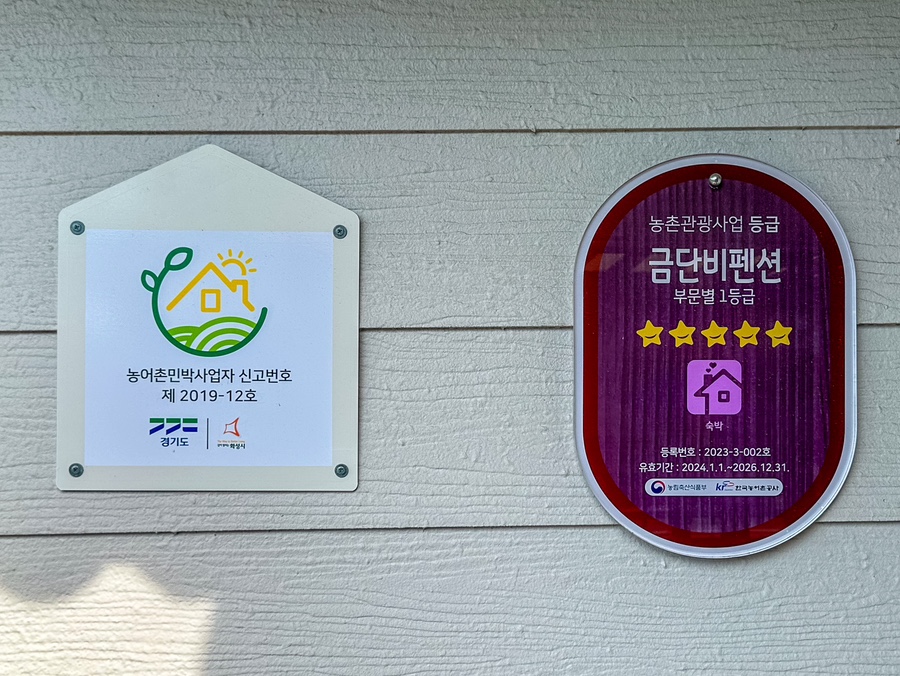 농어촌민박사업자 신고번호
제 2019-12호
경기도
화성시
농촌관광사업 등급
금단비펜션
부문별 1등급
숙박
등록번호 : 2023-3-002호
유효기간 : 2024.1.1.~2026.12.31.
농림축산식품부 한국농어촌공사